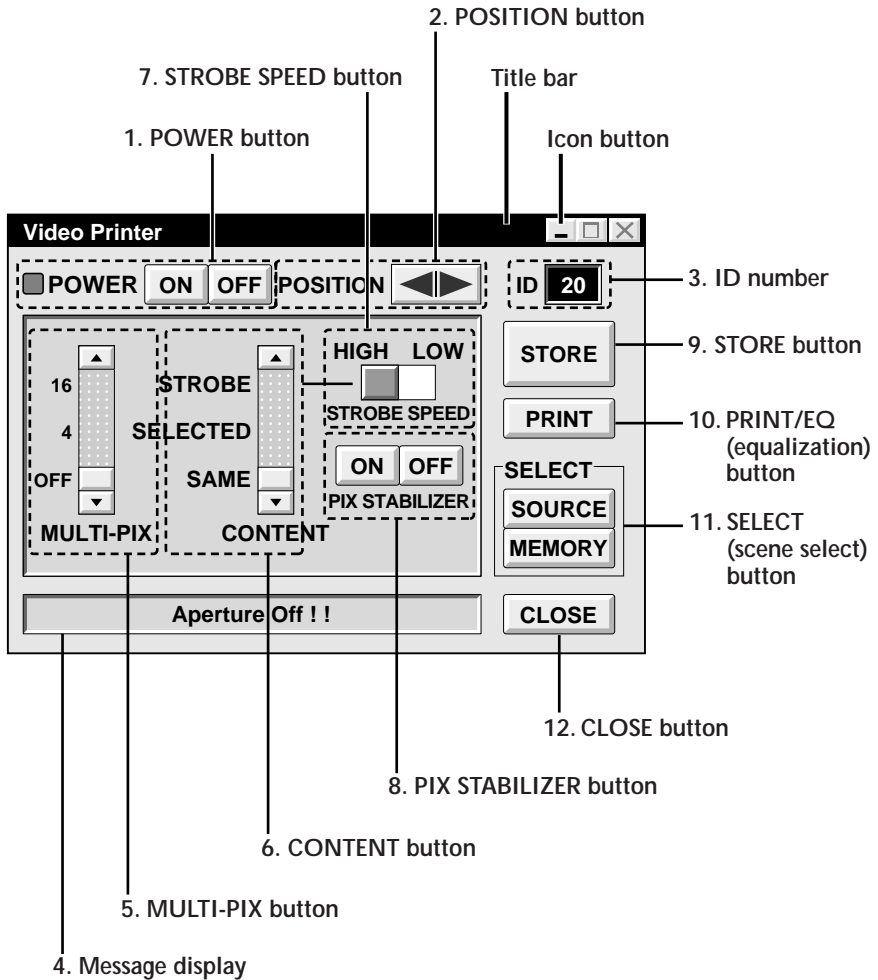 2. POSITION button
7. STROBE SPEED button
Title bar
1. POWER button
Icon button
Video Printer
POWER ON OFF POSITION ID 20
3. ID number
HIGH LOW
STORE
9. STORE button
16
STROBE
STROBE SPEED
PRINT
10. PRINT/EQ
(equalization)
button
4
SELECTED
ON OFF
SELECT
OFF
SAME
PIX STABILIZER
SOURCE
11. SELECT
(scene select)
button
MULTI-PIX
CONTENT
MEMORY
Aperture Off ! !
CLOSE
12. CLOSE button
8. PIX STABILIZER button
6. CONTENT button
5. MULTI-PIX button
4. Message display